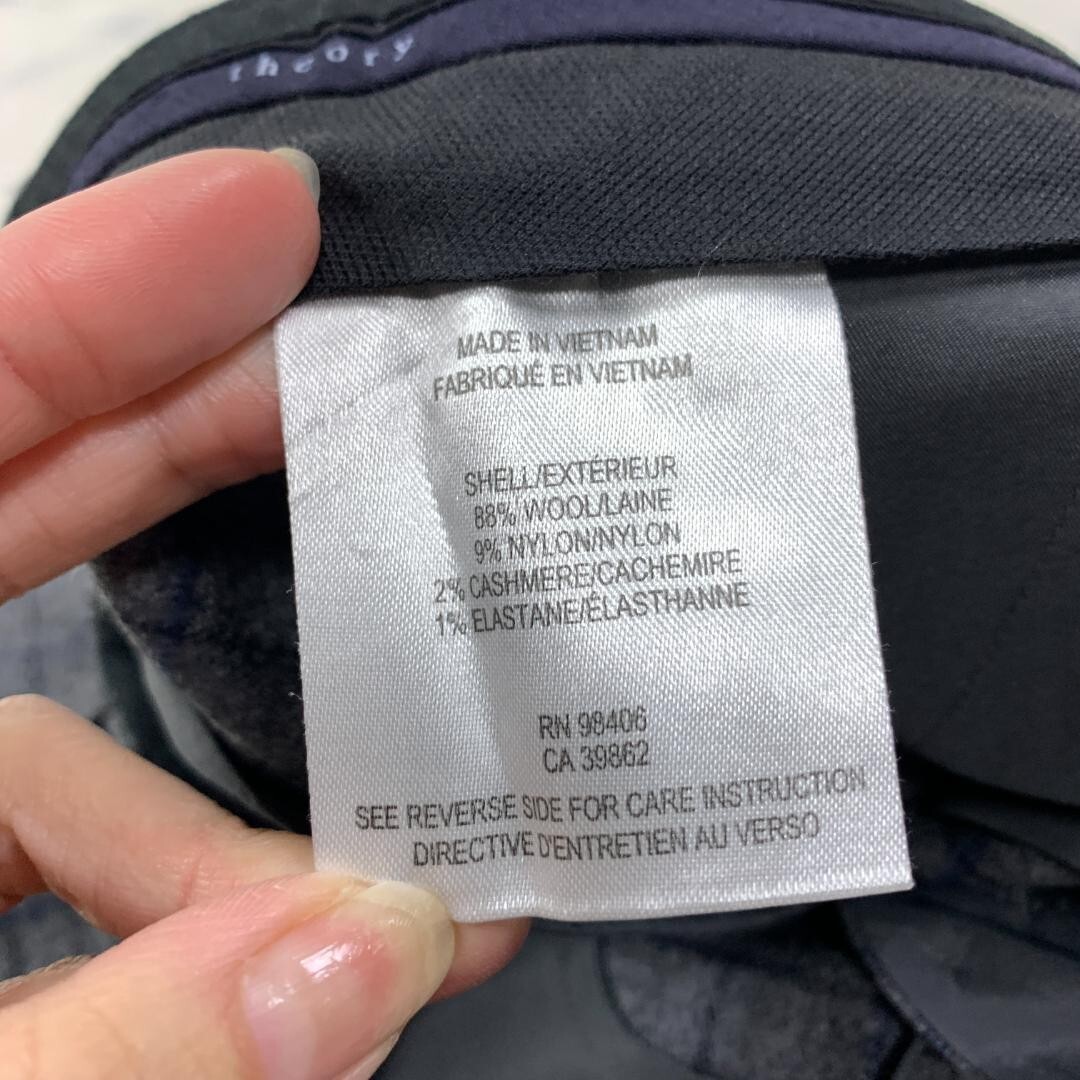 theory
MADE IN VIETNAM
FABRIQUÉ EN VIETNAM
SHELL/EXTÉRIEUR
88% WOOL/LAINE
9% NYLON/NYLON
2% CASHMERE/CACHEMIRE
1% ELASTANE/ÉLASTHANNE
RN 98406
CA 39862
SEE REVERSE SIDE FOR CARE INSTRUCTION
DIRECTIVE D'ENTRETIEN AU VERSO